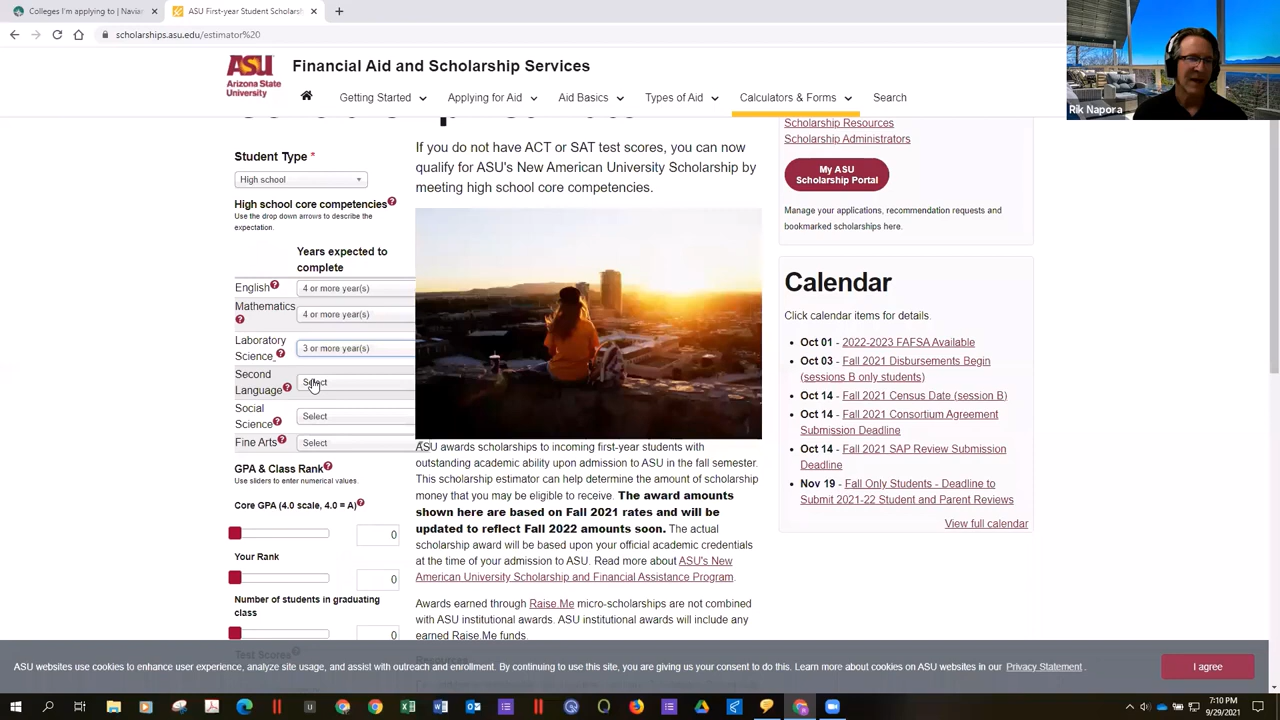 Colleges I'm applying to | Navian
ASU First-year Student Scholarsh
scholarships.asu.edu/estimator%20
Rik Napora
ASU
Arizona State
University
Financial Aid and Scholarship Services
Getting Started
Applying for Aid
Aid Basics
Types of Aid
Calculators & Forms
Search
Student Type *
High school
High school core competencies
Use the drop down arrows to describe the
expectation.
Years expected to
complete
English
4 or more year(s)
Mathematics
4 or more year(s)
Laboratory
Science
3 or more year(s)
Second
Language
Select
Social
Science
Select
Fine Arts
Select
GPA & Class Rank
Use sliders to enter numerical values.
Core GPA (4.0 scale, 4.0 = A)
0
Your Rank
0
Number of students in graduating
class
0
Test Scores
If you do not have ACT or SAT test scores, you can now
qualify for ASU's New American University Scholarship by
meeting high school core competencies.
ASU awards scholarships to incoming first-year students with
outstanding academic ability upon admission to ASU in the fall semester.
This scholarship estimator can help determine the amount of scholarship
money that you may be eligible to receive. The award amounts
shown here are based on Fall 2021 rates and will be
updated to reflect Fall 2022 amounts soon. The actual
scholarship award will be based upon your official academic credentials
at the time of your admission to ASU. Read more about ASU's New
American University Scholarship and Financial Assistance Program.
Awards earned through Raise.Me micro-scholarships are not combined
with ASU institutional awards. ASU institutional awards will include any
earned Raise.Me funds.
Resources
Scholarship Resources
Scholarship Administrators
My ASU
Scholarship Portal
Manage your applications, recommendation requests and
bookmarked scholarships here.
Calendar
Click calendar items for details.
Oct 01 - 2022-2023 FAFSA Available
Oct 03 - Fall 2021 Disbursements Begin
(sessions B only students)
Oct 14 - Fall 2021 Census Date (session B)
Oct 14 - Fall 2021 Consortium Agreement
Submission Deadline
Oct 14 - Fall 2021 SAP Review Submission
Deadline
Nov 19 - Fall Only Students - Deadline to
Submit 2021-22 Student and Parent Reviews
View full calendar
ASU websites use cookies to enhance user experience, analyze site usage, and assist with outreach and enrollment. By continuing to use this site, you are giving us your consent to do this. Learn more about cookies on ASU websites in our Privacy Statement.
I agree
7:10 PM
9/29/2021